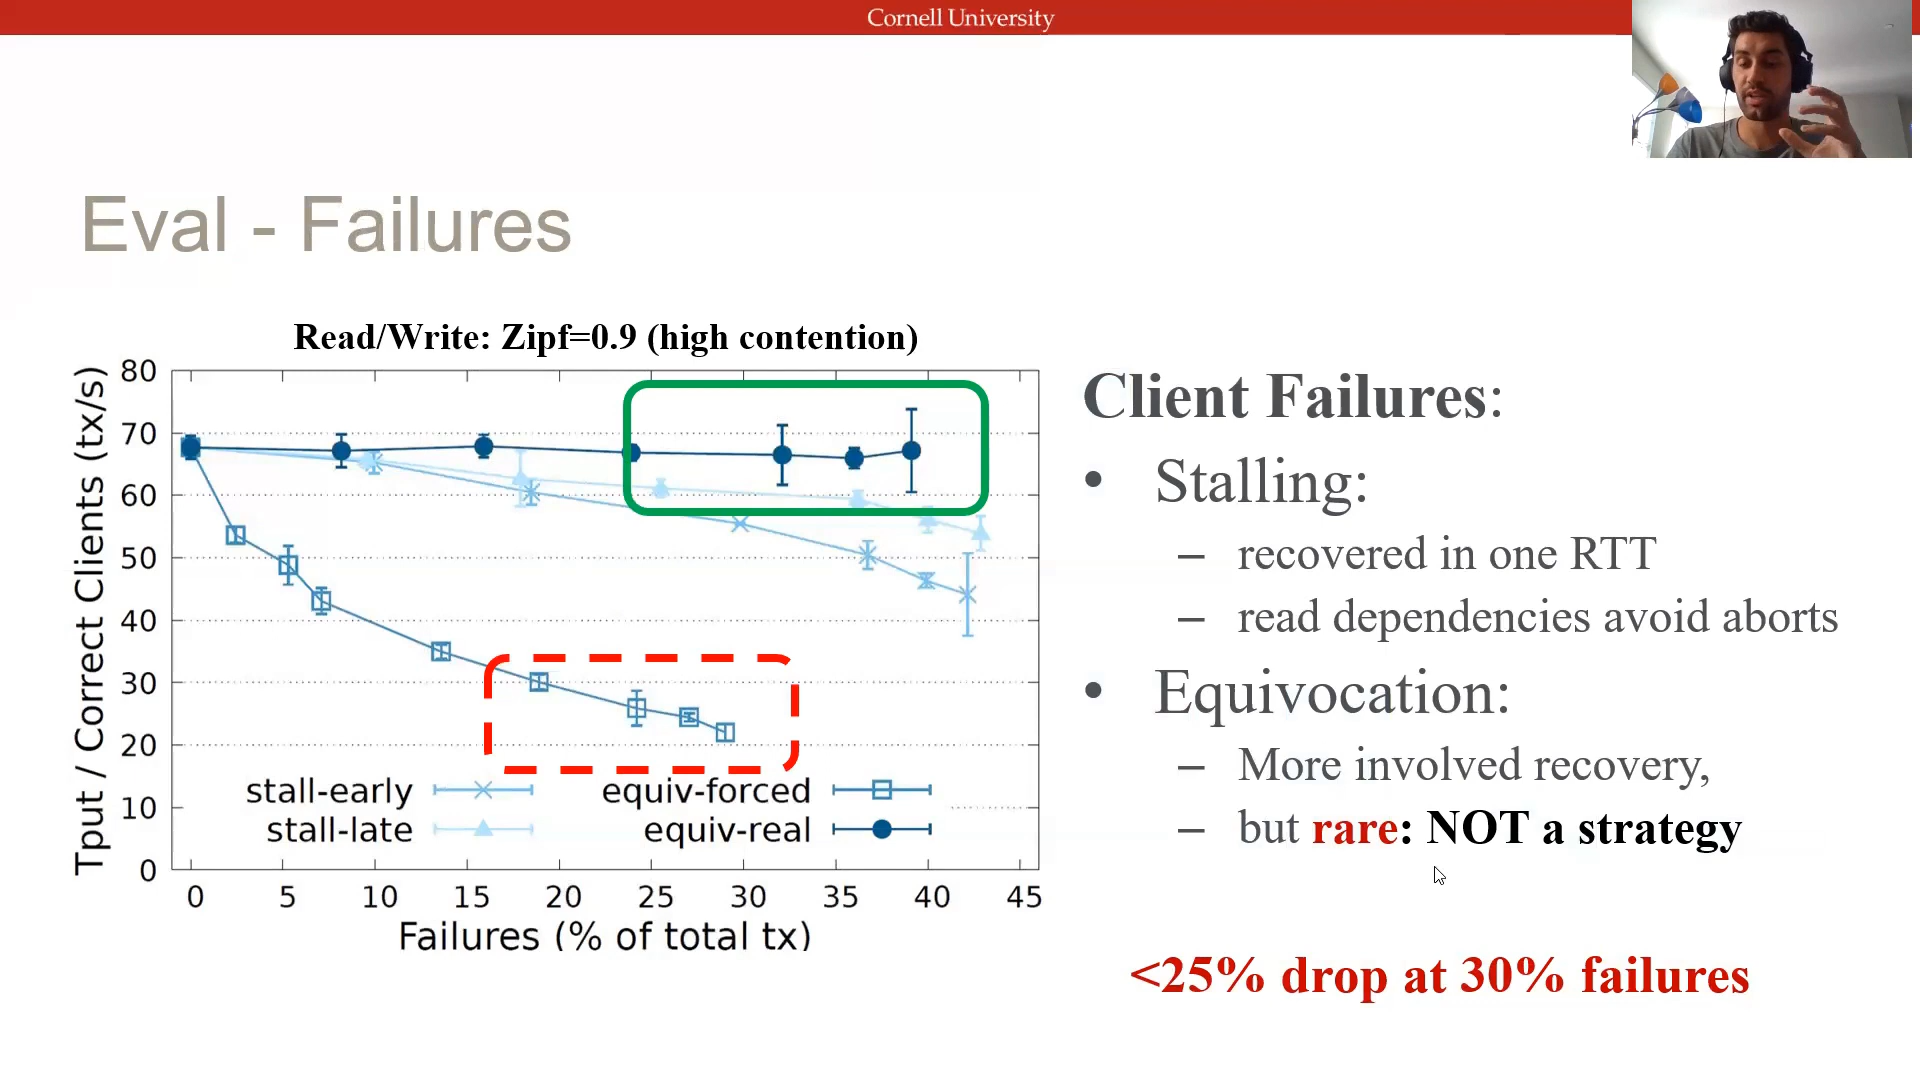 Cornell University
Eval - Failures
Read/Write: Zipf=0.9 (high contention)
Tput / Correct Clients (tx/s)
80
70
60
50
40
30
20
10
0
stall-early
stall-late
equiv-forced
equiv-real
0 5 10 15 20 25 30 35 40 45
Failures (% of total tx)
Client Failures:
• Stalling:
– recovered in one RTT
– read dependencies avoid aborts
• Equivocation:
– More involved recovery,
– but rare: NOT a strategy
<25% drop at 30% failures